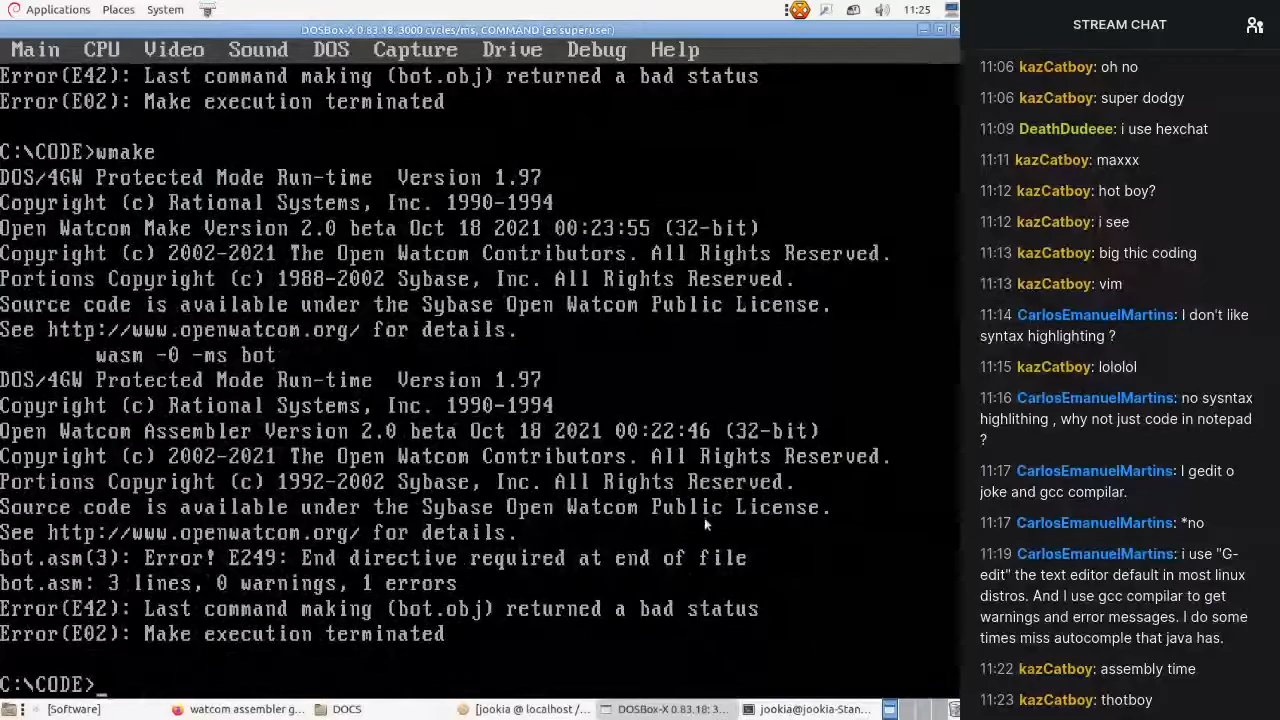 Applications Places System 11:25
DOSBox-X 0.83.18: 3000 cycles/ms, COMMAND (as superuser)
Main CPU Video Sound DOS Capture Drive Debug Help
Error(E42): Last command making (bot.obj) returned a bad status
Error(E02): Make execution terminated
C:\CODE>wmake
DOS/4GW Protected Mode Run-time Version 1.97
Copyright (c) Rational Systems, Inc. 1990-1994
Open Watcom Make Version 2.0 beta Oct 18 2021 00:23:55 (32-bit)
Copyright (c) 2002-2021 The Open Watcom Contributors. All Rights Reserved.
Portions Copyright (c) 1988-2002 Sybase, Inc. All Rights Reserved.
Source code is available under the Sybase Open Watcom Public License.
See http://www.openwatcom.org/ for details.
wasm -0 -ms bot
DOS/4GW Protected Mode Run-time Version 1.97
Copyright (c) Rational Systems, Inc. 1990-1994
Open Watcom Assembler Version 2.0 beta Oct 18 2021 00:22:46 (32-bit)
Copyright (c) 2002-2021 The Open Watcom Contributors. All Rights Reserved.
Portions Copyright (c) 1992-2002 Sybase, Inc. All Rights Reserved.
Source code is available under the Sybase Open Watcom Public License.
See http://www.openwatcom.org/ for details.
bot.asm(3): Error! E249: End directive required at end of file
bot.asm: 3 lines, 0 warnings, 1 errors
Error(E42): Last command making (bot.obj) returned a bad status
Error(E02): Make execution terminated
C:\CODE>_
[Software] watcom assembler g... DOCS [jookia @ localhost /... DOSBox-X 0.83.18: 3... jookia@jookia-Stan...
STREAM CHAT
11:06 kazCatboy: oh no
11:06 kazCatboy: super dodgy
11:09 DeathDudeee: i use hexchat
11:11 kazCatboy: maxxx
11:12 kazCatboy: hot boy?
11:12 kazCatboy: i see
11:13 kazCatboy: big thic coding
11:13 kazCatboy: vim
11:14 CarlosEmanuelMartins: I don't like
syntax highlighting ?
11:15 kazCatboy: lololol
11:16 CarlosEmanuelMartins: no sysntax
highlithing , why not just code in notepad
?
11:17 CarlosEmanuelMartins: I gedit o
joke and gcc compilar.
11:17 CarlosEmanuelMartins: *no
11:19 CarlosEmanuelMartins: i use "G-
edit" the text editor default in most linux
distros. And I use gcc compilar to get
warnings and error messages. I do some
times miss autocomple that java has.
11:22 kazCatboy: assembly time
11:23 kazCatboy: thotboy